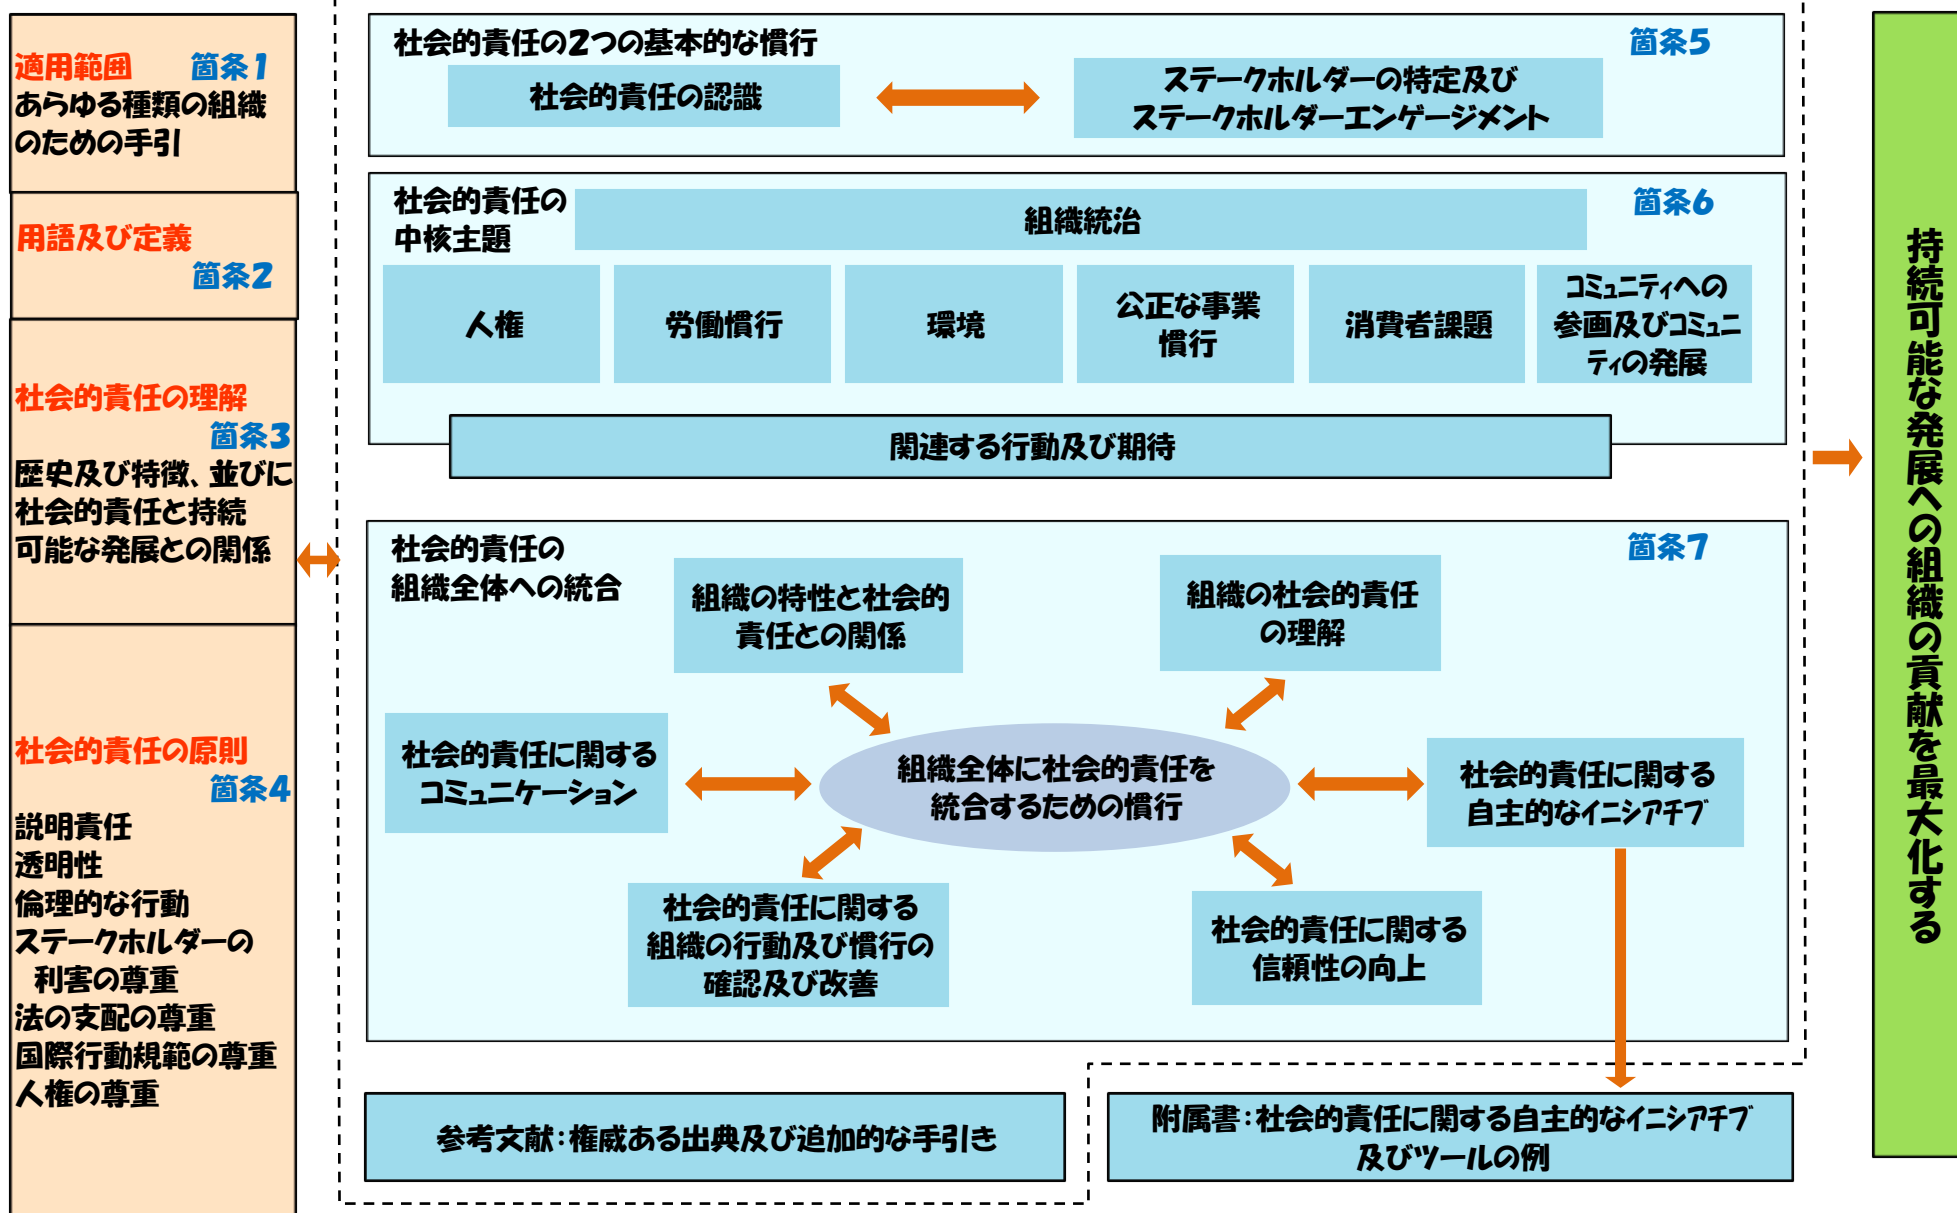 適用範囲 箇条1
あらゆる種類の組織
のための手引
用語及び定義
箇条2
社会的責任の理解
箇条3
歴史及び特徴、並びに
社会的責任と持続
可能な発展との関係
社会的責任の原則
箇条4
説明責任
透明性
倫理的な行動
ステークホルダーの
利害の尊重
法の支配の尊重
国際行動規範の尊重
人権の尊重
社会的責任の2つの基本的な慣行
箇条5
社会的責任の認識
ステークホルダーの特定及び
ステークホルダーエンゲージメント
社会的責任の
中核主題
組織統治
箇条6
人権
労働慣行
環境
公正な事業
慣行
消費者課題
コミュニティへの
参画及びコミュニ
ティの発展
関連する行動及び期待
社会的責任の
組織全体への統合
箇条7
組織の特性と社会的
責任との関係
組織の社会的責任
の理解
社会的責任に関する
コミュニケーション
組織全体に社会的責任を
統合するための慣行
社会的責任に関する
自主的なイニシアチブ
社会的責任に関する
組織の行動及び慣行の
確認及び改善
社会的責任に関する
信頼性の向上
参考文献：権威ある出典及び追加的な手引き
附属書：社会的責任に関する自主的なイニシアチブ
及びツールの例
持続可能な発展への組織の貢献を最大化する